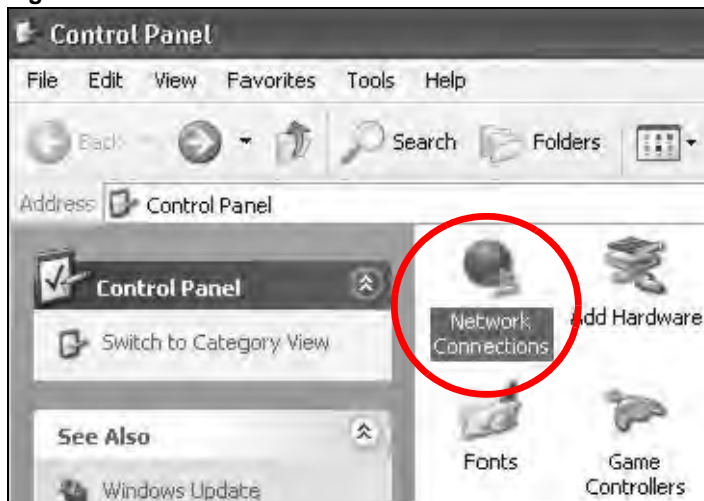 Control Panel
File Edit View Favorites Tools Help
Back Search Folders
Address Control Panel
Control Panel
Switch to Category View
See Also
Windows Update
Network
Connections
Add Hardware
Fonts
Game
Controllers